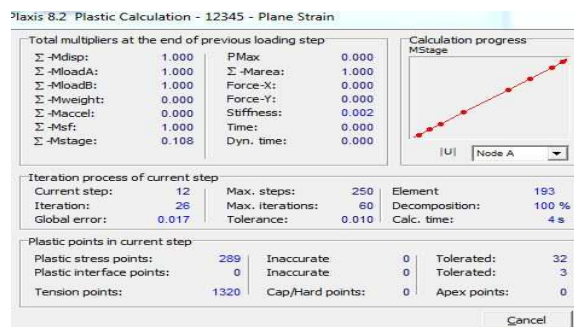 Plaxis 8.2 Plastic Calculation - 12345 - Plane Strain
Total multipliers at the end of previous loading step
Σ -Mdisp: 1.000 PMax 0.000
Σ -MloadA: 1.000 Σ -Marea: 1.000
Σ -MloadB: 1.000 Force-X: 0.000
Σ -Mweight: 0.000 Force-Y: 0.000
Σ -Maccel: 0.000 Stiffness: 0.002
Σ -Msf: 1.000 Time: 0.000
Σ -Mstage: 0.108 Dyn. time: 0.000
Calculation progress
MStage
|U| Node A
Iteration process of current step
Current step: 12 Max. steps: 250 Element 193
Iteration: 26 Max. iterations: 60 Decomposition: 100 %
Global error: 0.017 Tolerance: 0.010 Calc. time: 4 s
Plastic points in current step
Plastic stress points: 289 Inaccurate 0 Tolerated: 32
Plastic interface points: 0 Inaccurate 0 Tolerated: 3
Tension points: 1320 Cap/Hard points: 0 Apex points: 0
Cancel